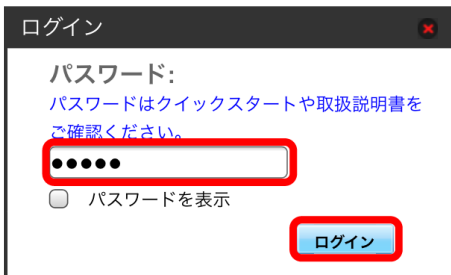 ログイン
パスワード:
パスワードはクイックスタートや取扱説明書を
ご確認ください。
●●●●●
パスワードを表示
ログイン